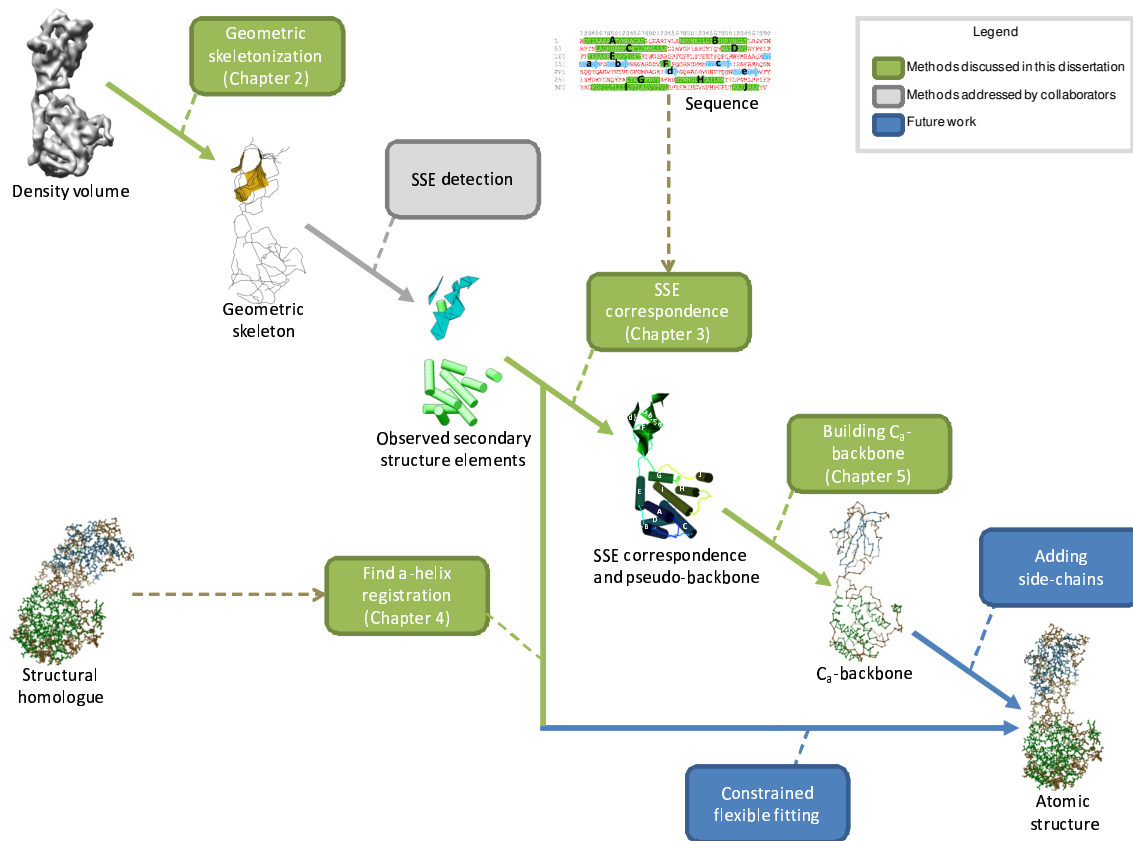 Geometric
skeletonization
(Chapter 2)
Density volume
Sequence
Legend
Methods discussed in this dissertation
Methods addressed by collaborators
Future work
SSE detection
Geometric
skeleton
SSE
correspondence
(Chapter 3)
Observed secondary
structure elements
Building Ca-
backbone
(Chapter 5)
G
J
E
I
H
A
B
D
C
SSE correspondence
and pseudo-backbone
Find a-helix
registration
(Chapter 4)
Structural
homologue
Adding
side-chains
Ca-backbone
Constrained
flexible fitting
Atomic
structure